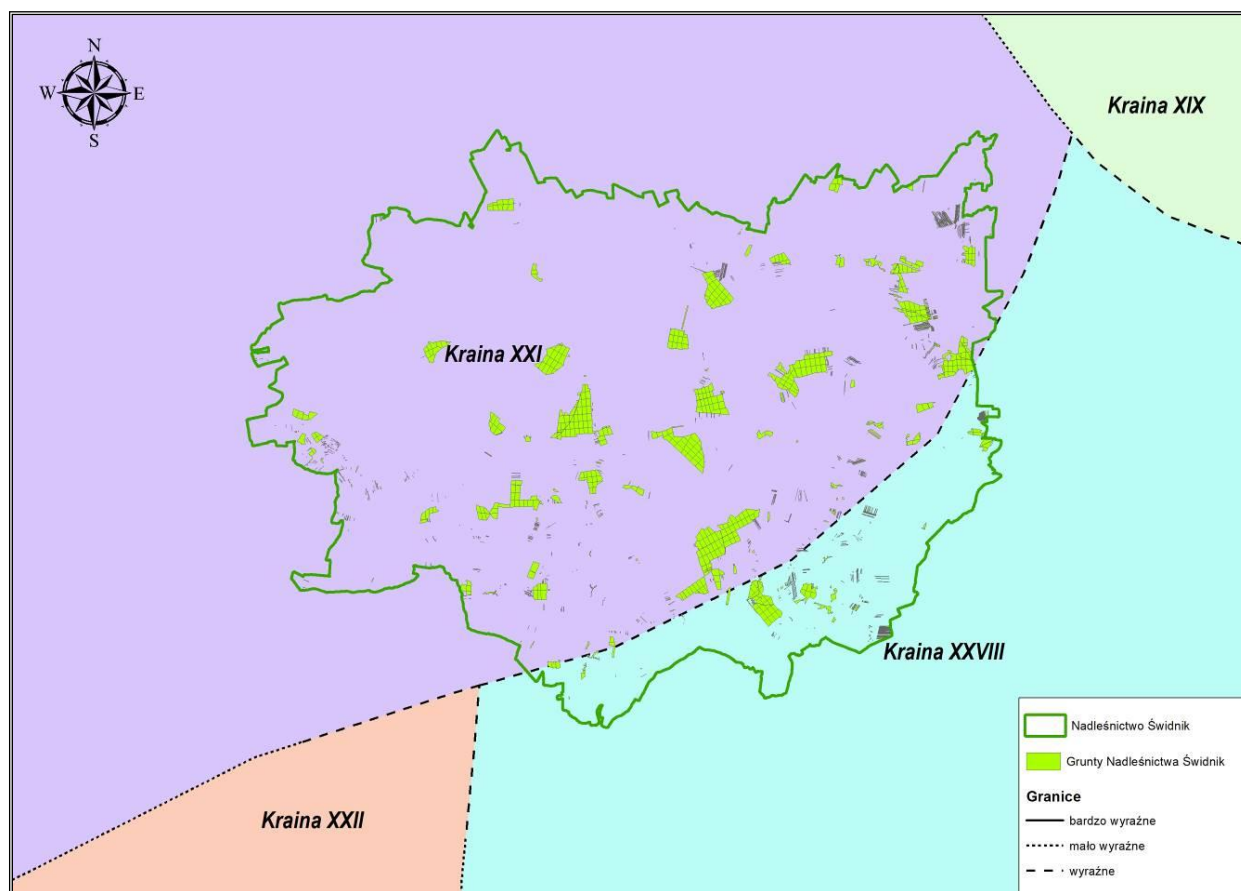 N
W E
S
Kraina XIX
Kraina XXI
Kraina XXVIII
Kraina XXII
Nadleśnictwo Świdnik
Grunty Nadleśnictwa Świdnik
Granice
bardzo wyraźne
mało wyraźne
wyraźne